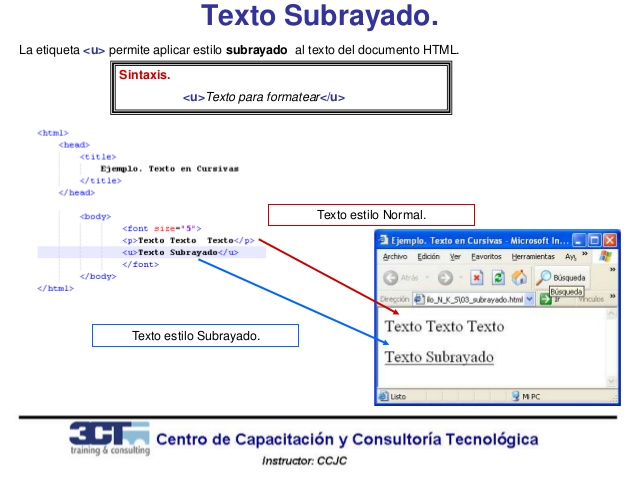 Texto Subrayado.
La etiqueta <u> permite aplicar estilo subrayado al texto del documento HTML.
Sintaxis.
<u>Texto para formatear</u>
<html>
<head>
<title>
Ejemplo. Texto en Cursivas
</title>
</head>
<body>
<font size="5">
<p>Texto Texto Texto</p>
<u>Texto Subrayado</u>
</font>
</body>
</html>
Texto estilo Normal.
Texto estilo Subrayado.
Ejemplo. Texto en Cursivas - Microsoft In...
Archivo Edición Ver Favoritos Herramientas Ay
Atrás Búsqueda
Búsqueda
Dirección ilo_N_K_S\03_subrayado.html Ir Vínculos
Texto Texto Texto
Texto Subrayado
Listo Mi PC
3CT
training & consulting
Centro de Capacitación y Consultoría Tecnológica
Instructor: CCJC